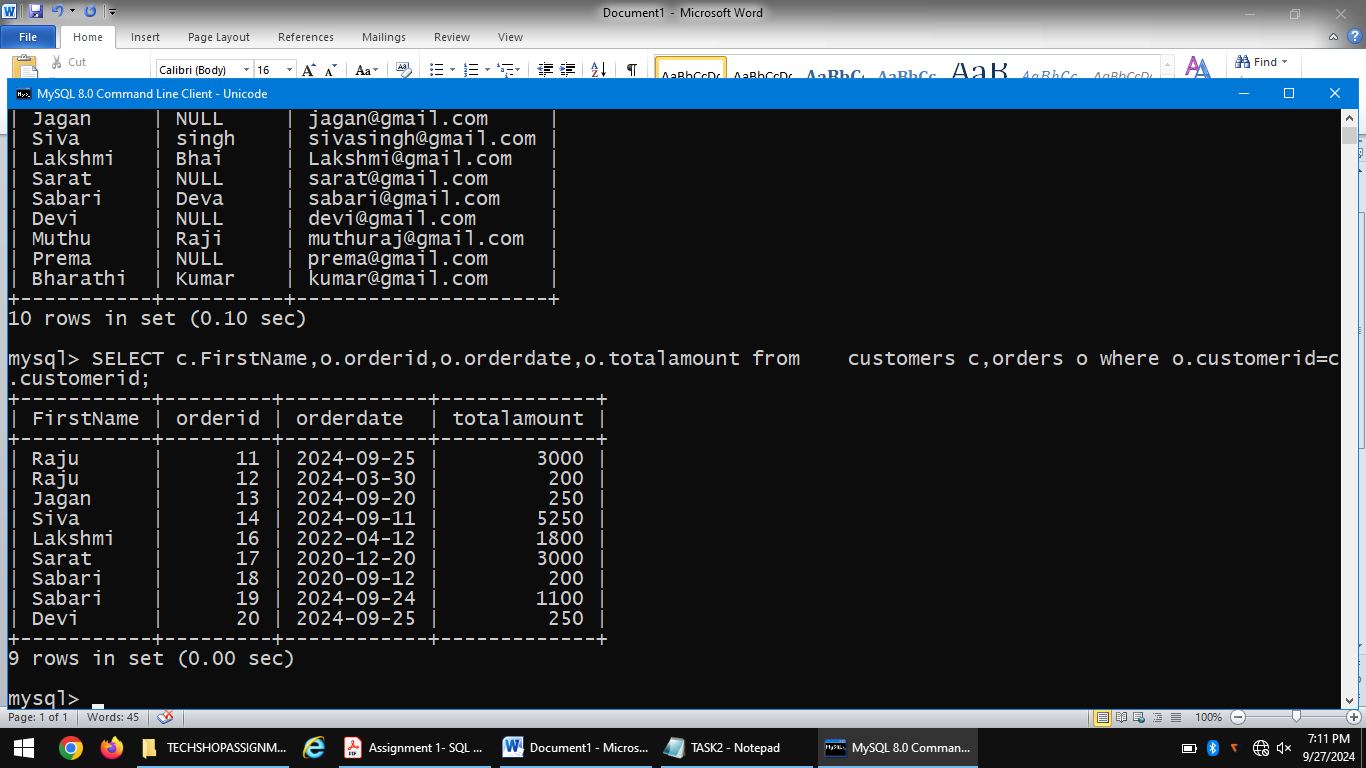 Document1 - Microsoft Word
File Home Insert Page Layout References Mailings Review View
Cut Calibri (Body) 16 Aa Find
AaBbCcDc AaBbCcDc AaBbC AaBbCc AaB AaBbCc AaBbCcDc
MySQL 8.0 Command Line Client - Unicode
| Jagan | NULL | jagan@gmail.com |
| Siva | singh | sivasingh@gmail.com |
| Lakshmi | Bhai | Lakshmi@gmail.com |
| Sarat | NULL | sarat@gmail.com |
| Sabari | Deva | sabari@gmail.com |
| Devi | NULL | devi@gmail.com |
| Muthu | Raji | muthuraj@gmail.com |
| Prema | NULL | prema@gmail.com |
| Bharathi | Kumar | kumar@gmail.com |
+-----------+----------+---------------------+
10 rows in set (0.10 sec)
mysql> SELECT c.FirstName,o.orderid,o.orderdate,o.totalamount from    customers c,orders o where o.customerid=c
.customerid;
+-----------+---------+------------+-------------+
| FirstName | orderid | orderdate | totalamount |
+-----------+---------+------------+-------------+
| Raju | 11 | 2024-09-25 | 3000 |
| Raju | 12 | 2024-03-30 | 200 |
| Jagan | 13 | 2024-09-20 | 250 |
| Siva | 14 | 2024-09-11 | 5250 |
| Lakshmi | 16 | 2022-04-12 | 1800 |
| Sarat | 17 | 2020-12-20 | 3000 |
| Sabari | 18 | 2020-09-12 | 200 |
| Sabari | 19 | 2024-09-24 | 1100 |
| Devi | 20 | 2024-09-25 | 250 |
+-----------+---------+------------+-------------+
9 rows in set (0.00 sec)
mysql>
Page: 1 of 1 Words: 45 100%
TECHSHOPASSIGNM... Assignment 1- SQL ... Document1 - Micros... TASK2 - Notepad MySQL 8.0 Comman... 7:11 PM
9/27/2024